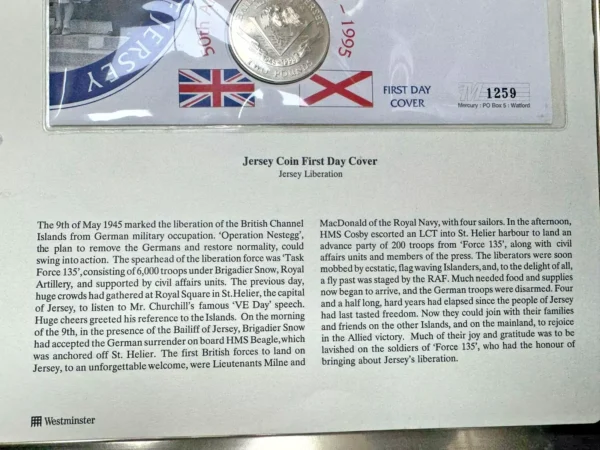 JERSEY
50th A
- 1995
FIRST DAY
COVER
1259
Mercury : PO Box 5 : Watford
Jersey Coin First Day Cover
Jersey Liberation
The 9th of May 1945 marked the liberation of the British Channel
Islands from German military occupation. 'Operation Nestegg',
the plan to remove the Germans and restore normality, could
swing into action. The spearhead of the liberation force was 'Task
Force 135', consisting of 6,000 troops under Brigadier Snow, Royal
Artillery, and supported by civil affairs units. The previous day,
huge crowds had gathered at Royal Square in St. Helier, the capital
of Jersey, to listen to Mr. Churchill's famous 'VE Day' speech.
Huge cheers greeted his reference to the Islands. On the morning
of the 9th, in the presence of the Bailiff of Jersey, Brigadier Snow
had accepted the German surrender on board HMS Beagle, which
was anchored off St. Helier. The first British forces to land on
Jersey, to an unforgettable welcome, were Lieutenants Milne and
MacDonald of the Royal Navy, with four sailors. In the afternoon,
HMS Cosby escorted an LCT into St. Helier harbour to land an
advance party of 200 troops from 'Force 135', along with civil
affairs units and members of the press. The liberators were soon
mobbed by ecstatic, flag waving Islanders, and, to the delight of all,
a fly past was staged by the RAF. Much needed food and supplies
now began to arrive, and the German troops were disarmed. Four
and a half long, hard years had elapsed since the people of Jersey
had last tasted freedom. Now they could join with their families
and friends on the other Islands, and on the mainland, to rejoice
in the Allied victory. Much of their joy and gratitude was to be
lavished on the soldiers of 'Force 135', who had the honour of
bringing about Jersey's liberation.
Westminster